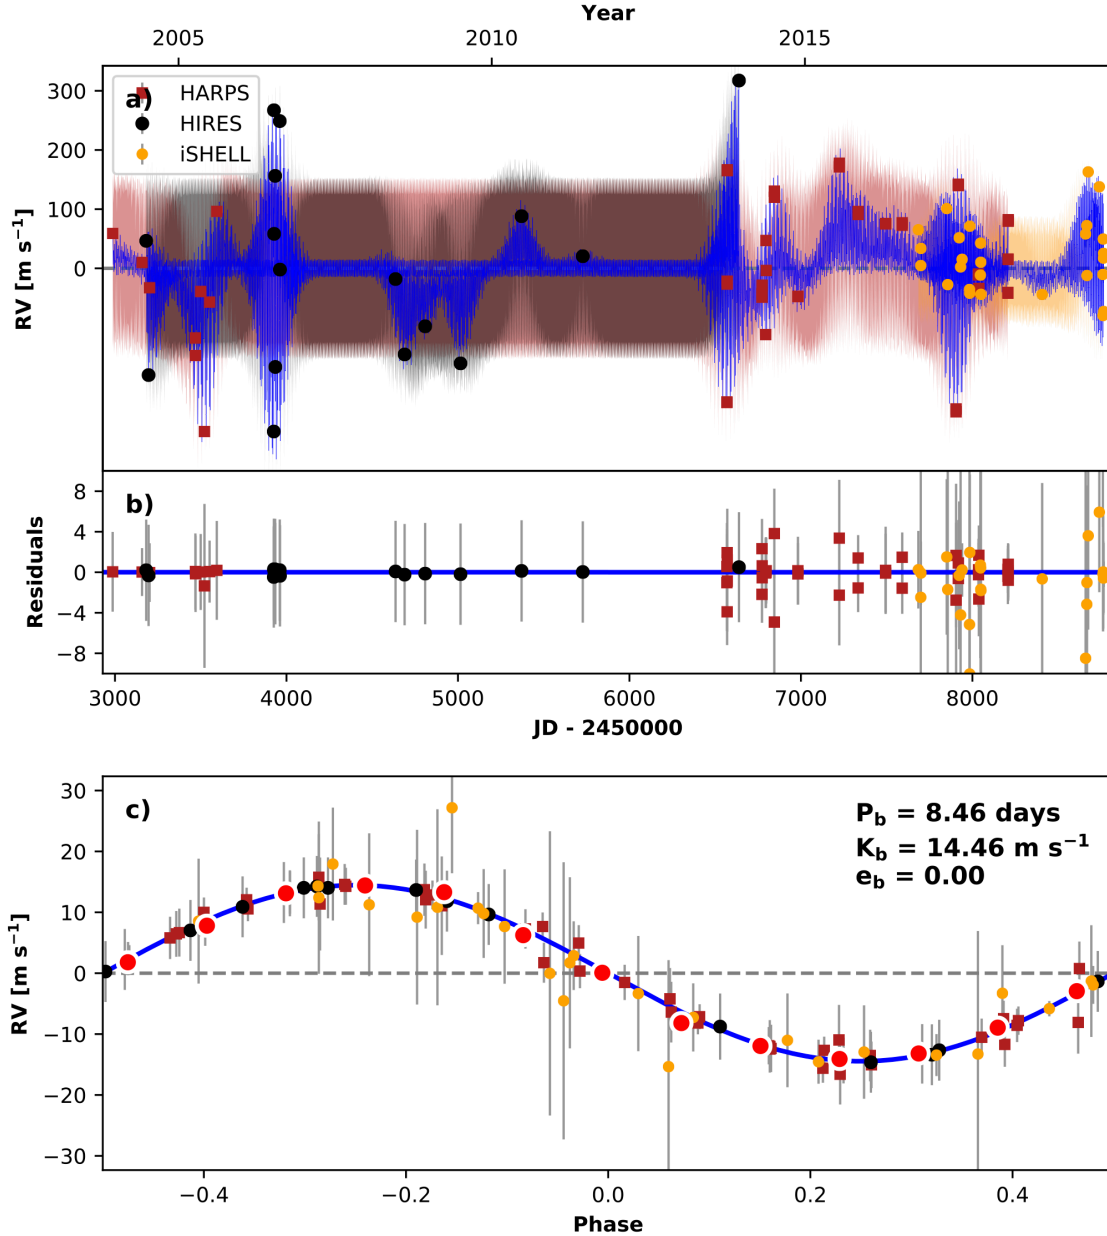 Year
2005 2010 2015
a)
HARPS
HIRES
iSHELL
300
200
100
0
RV [m s⁻¹]
b)
8
4
0
−4
−8
Residuals
3000 4000 5000 6000 7000 8000
JD - 2450000
c)
P_b = 8.46 days
K_b = 14.46 m s⁻¹
e_b = 0.00
30
20
10
0
−10
−20
−30
RV [m s⁻¹]
−0.4 −0.2 0.0 0.2 0.4
Phase